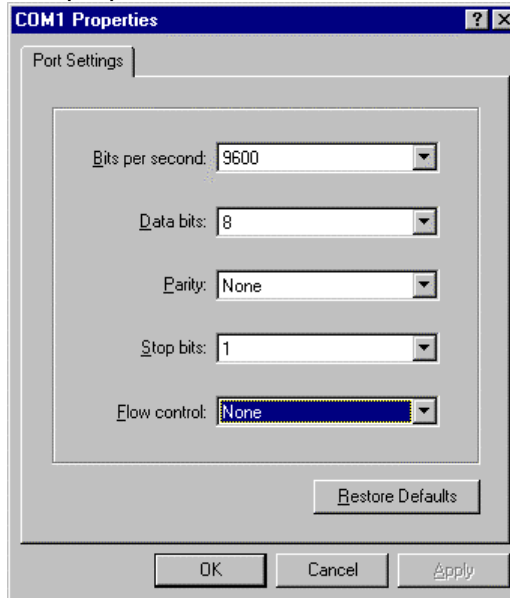 COM1 Properties
Port Settings
Bits per second: 9600
Data bits: 8
Parity: None
Stop bits: 1
Flow control: None
Restore Defaults
OK Cancel Apply